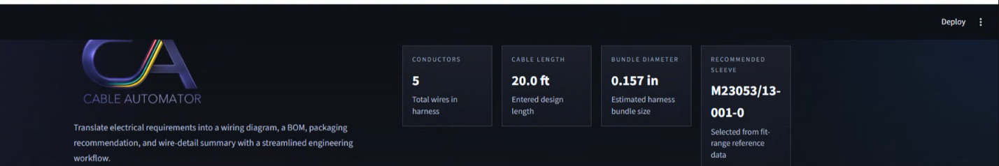 Deploy
CABLE AUTOMATOR
Translate electrical requirements into a wiring diagram, a BOM, packaging
recommendation, and wire-detail summary with a streamlined engineering
workflow.
CONDUCTORS
5
Total wires in
harness
CABLE LENGTH
20.0 ft
Entered design
length
BUNDLE DIAMETER
0.157 in
Estimated harness
bundle size
RECOMMENDED
SLEEVE
M23053/13-
001-0
Selected from fit-
range reference
data